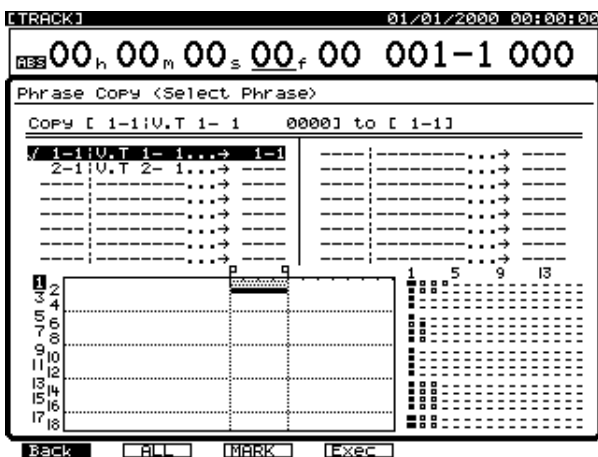 [TRACK] 01/01/2000 00:00:00
ABS 00h 00m 00s 00f 00 001-1 000
Phrase Copy (Select Phrase)
Copy [ 1-1¦V.T 1- 1 0000] to [ 1-1]
√ 1-1¦V.T 1- 1...→ 1-1 ----¦---------...→ ----
2-1¦V.T 2- 1...→ ---- ----¦---------...→ ----
----¦---------...→ ---- ----¦---------...→ ----
----¦---------...→ ---- ----¦---------...→ ----
----¦---------...→ ---- ----¦---------...→ ----
----¦---------...→ ---- ----¦---------...→ ----
----¦---------...→ ---- ----¦---------...→ ----
1 5 9 13
1
2
3
4
5
6
7
8
9
10
11
12
13
14
15
16
17
18
Back ALL MARK Exec